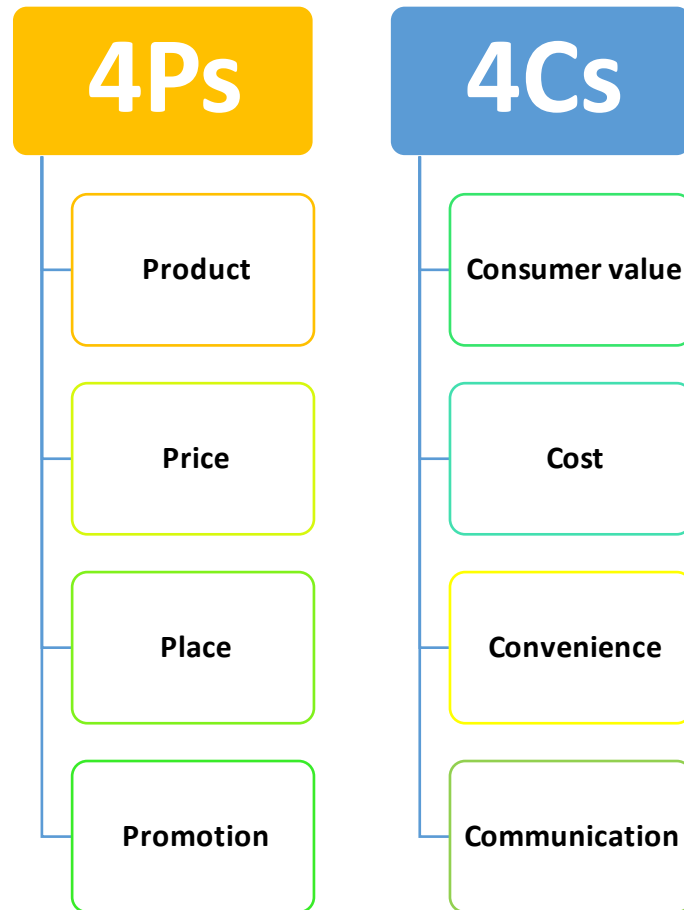 4Ps
Product
Price
Place
Promotion
4Cs
Consumer value
Cost
Convenience
Communication